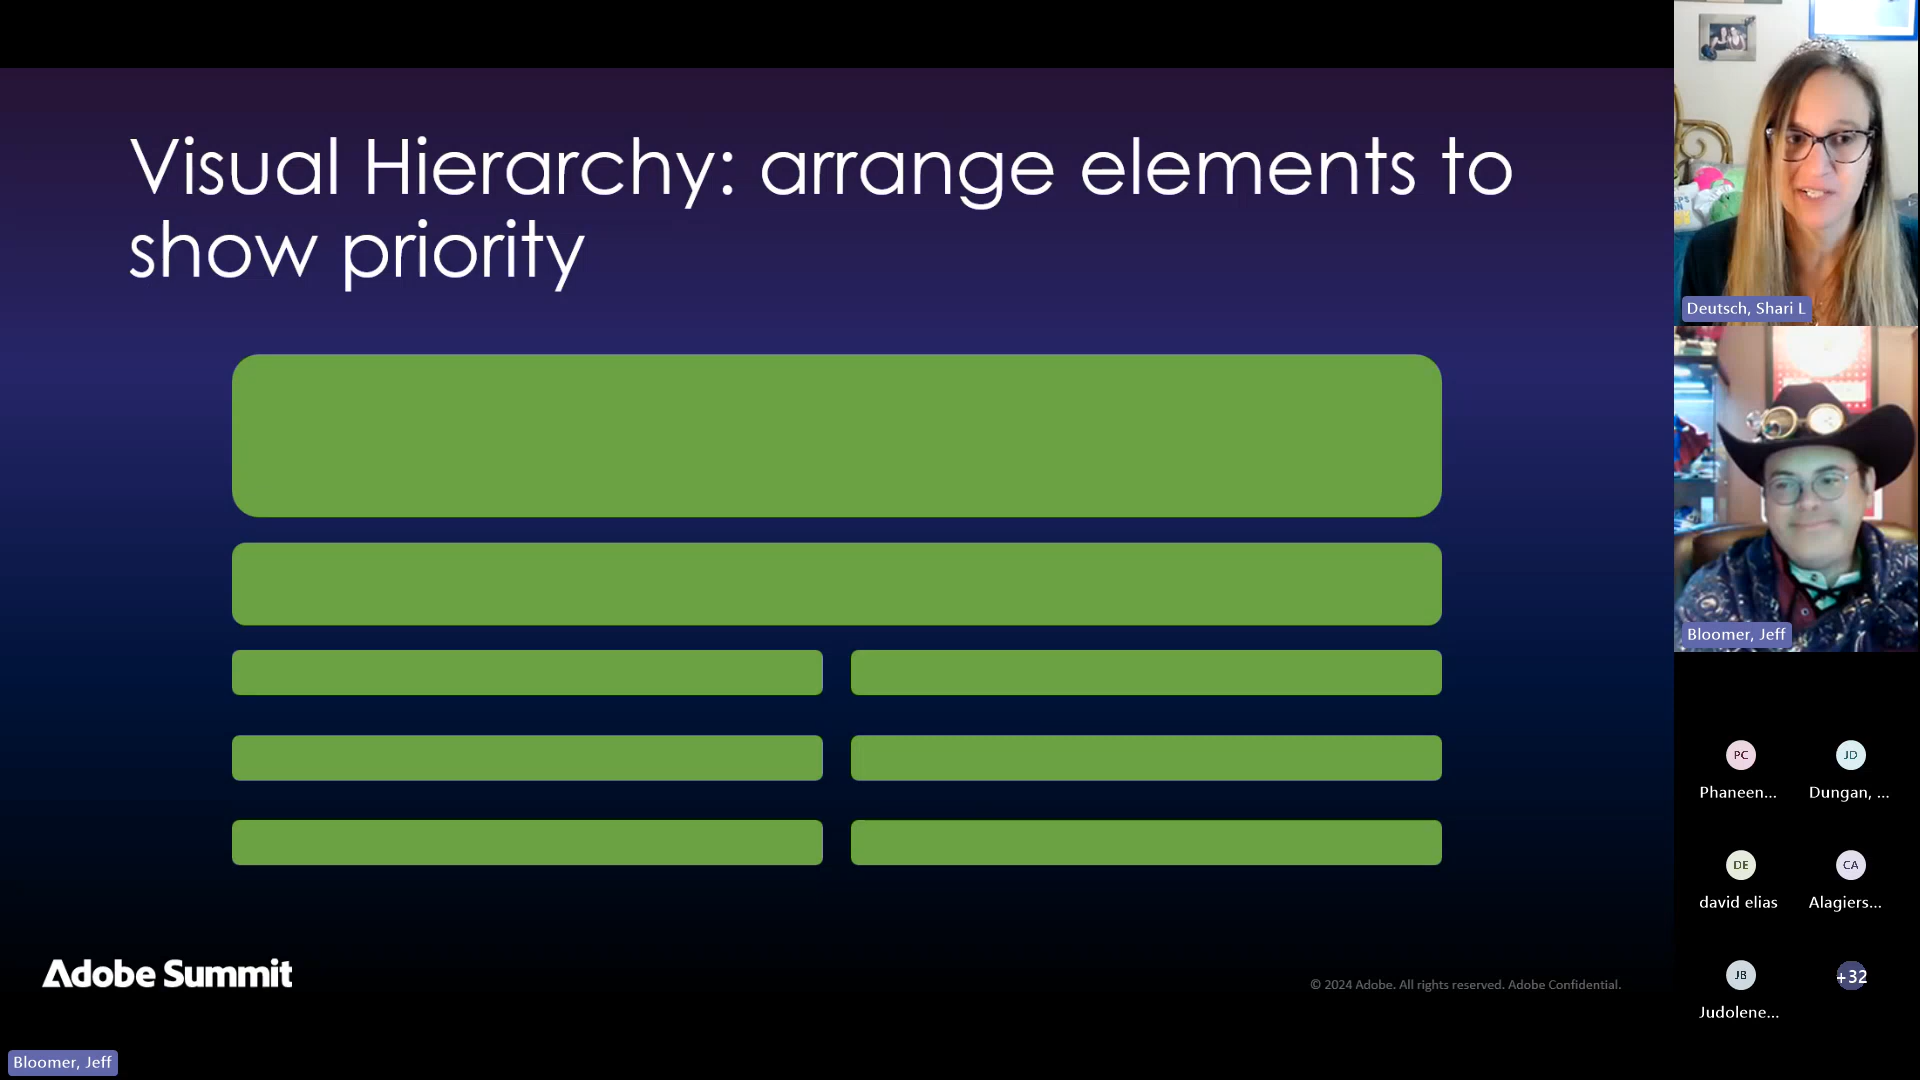 Visual Hierarchy: arrange elements to
show priority
Adobe Summit
© 2024 Adobe. All rights reserved. Adobe Confidential.
Bloomer, Jeff
Deutsch, Shari L
Bloomer, Jeff
PC
JD
Phaneen...
Dungan, ...
DE
CA
david elias
Alagiers...
JB
+32
Judolene...